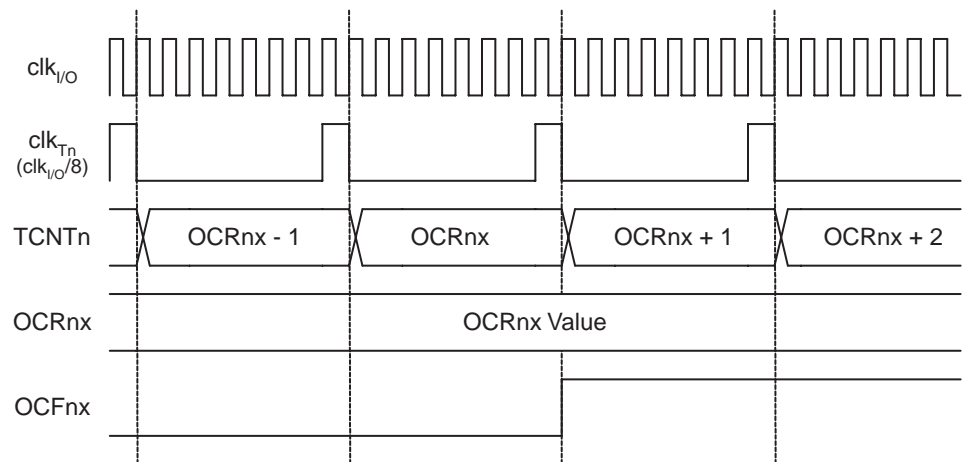 clkI/O
clkTn
(clkI/O/8)
TCNTn OCRnx - 1 OCRnx OCRnx + 1 OCRnx + 2
OCRnx OCRnx Value
OCFnx